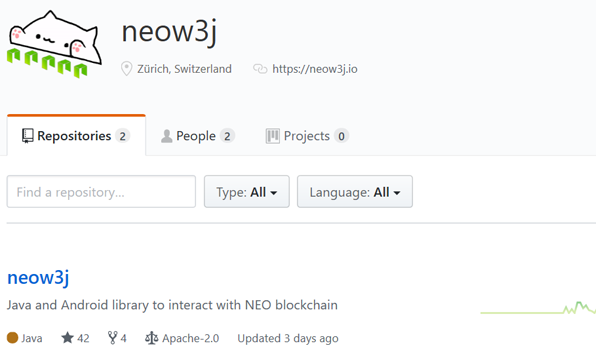 neow3j
Zürich, Switzerland https://neow3j.io
Repositories 2 People 2 Projects 0
Find a repository... Type: All Language: All
neow3j
Java and Android library to interact with NEO blockchain
Java 42 4 Apache-2.0 Updated 3 days ago